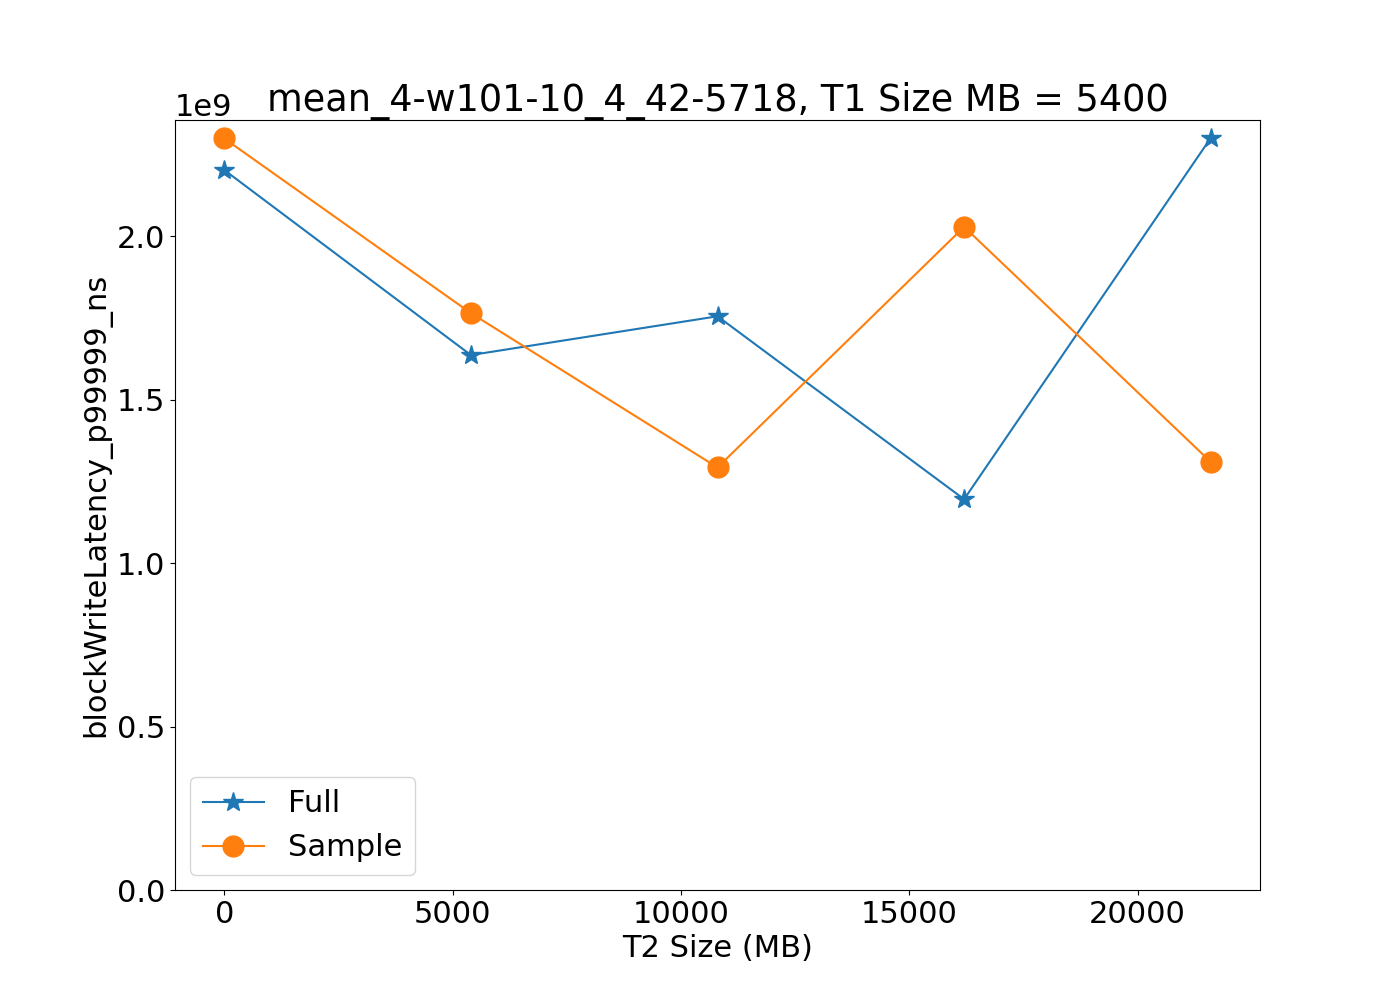 1e9
mean_4-w101-10_4_42-5718, T1 Size MB = 5400
blockWriteLatency_p99999_ns
2.0
1.5
1.0
0.5
0.0
Full
Sample
0 5000 10000 15000 20000
T2 Size (MB)